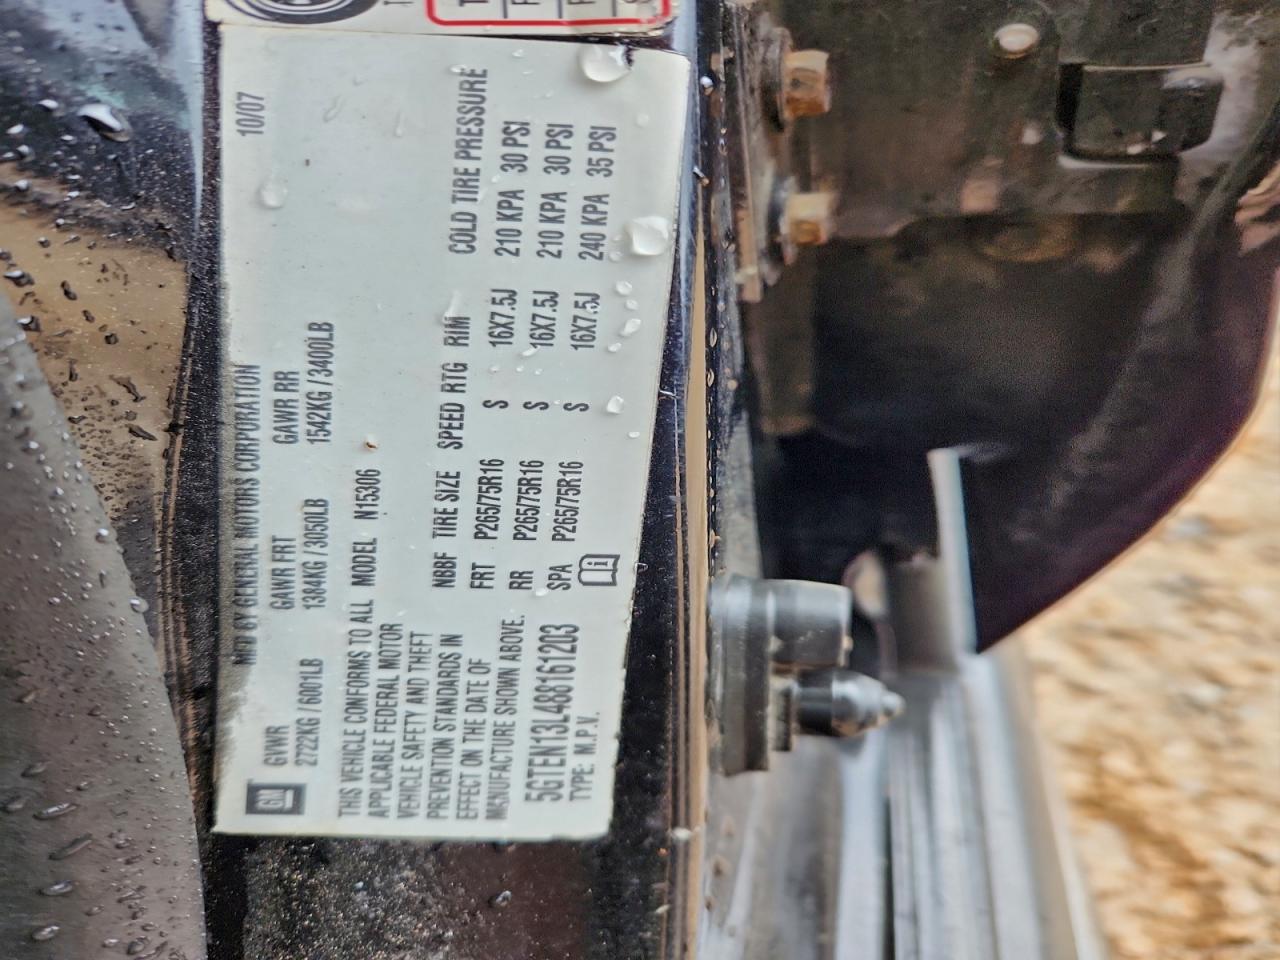 MFD BY GENERAL MOTORS CORPORATION 10/07
GM
GVWR GAWR FRT GAWR RR
2722KG / 6001LB 1384KG / 3050LB 1542KG / 3400LB
THIS VEHICLE CONFORMS TO ALL MODEL N15306
APPLICABLE FEDERAL MOTOR
VEHICLE SAFETY AND THEFT
PREVENTION STANDARDS IN
EFFECT ON THE DATE OF
MANUFACTURE SHOWN ABOVE.
NBBF TIRE SIZE SPEED RTG RIM COLD TIRE PRESSURE
FRT P265/75R16 S 16X7.5J 210 KPA 30 PSI
RR P265/75R16 S 16X7.5J 210 KPA 30 PSI
SPA P265/75R16 S 16X7.5J 240 KPA 35 PSI
5GTEN13L488161203
TYPE: M.P.V.